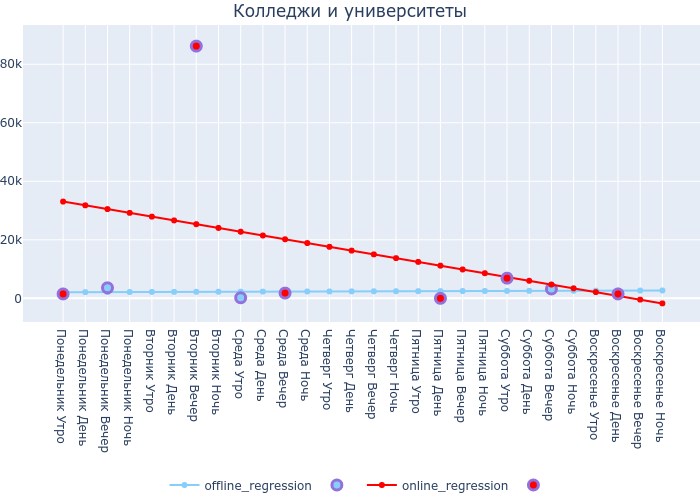 Колледжи и университеты
80k
60k
40k
20k
0
Понедельник Утро
Понедельник День
Понедельник Вечер
Понедельник Ночь
Вторник Утро
Вторник День
Вторник Вечер
Вторник Ночь
Среда Утро
Среда День
Среда Вечер
Среда Ночь
Четверг Утро
Четверг День
Четверг Вечер
Четверг Ночь
Пятница Утро
Пятница День
Пятница Вечер
Пятница Ночь
Суббота Утро
Суббота День
Суббота Вечер
Суббота Ночь
Воскресенье Утро
Воскресенье День
Воскресенье Вечер
Воскресенье Ночь
offline_regression online_regression